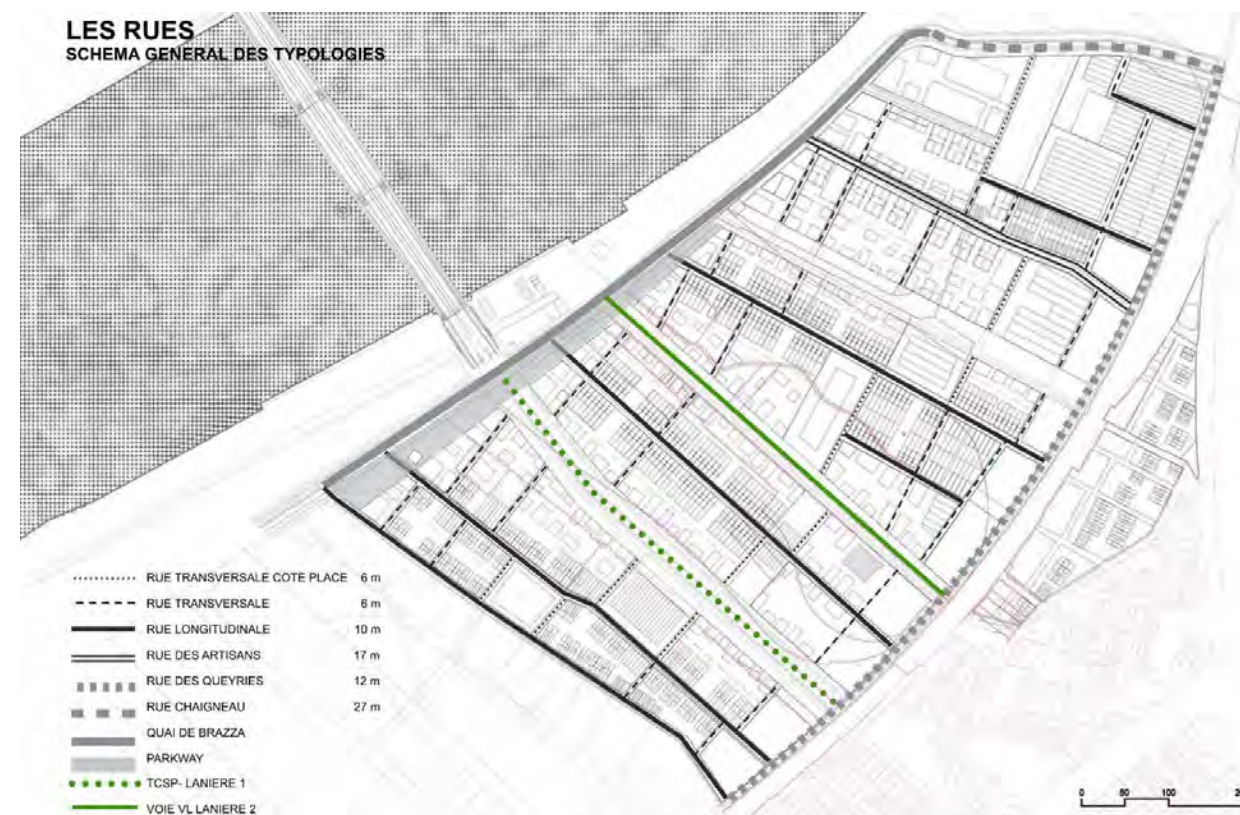 LES RUES
SCHEMA GENERAL DES TYPOLOGIES
RUE TRANSVERSALE COTE PLACE 6 m
RUE TRANSVERSALE 6 m
RUE LONGITUDINALE 10 m
RUE DES ARTISANS 17 m
RUE DES QUEYRIES 12 m
RUE CHAIGNEAU 27 m
QUAI DE BRAZZA
PARKWAY
TCSP- LANIERE 1
VOIE VL LANIERE 2
0 50 100